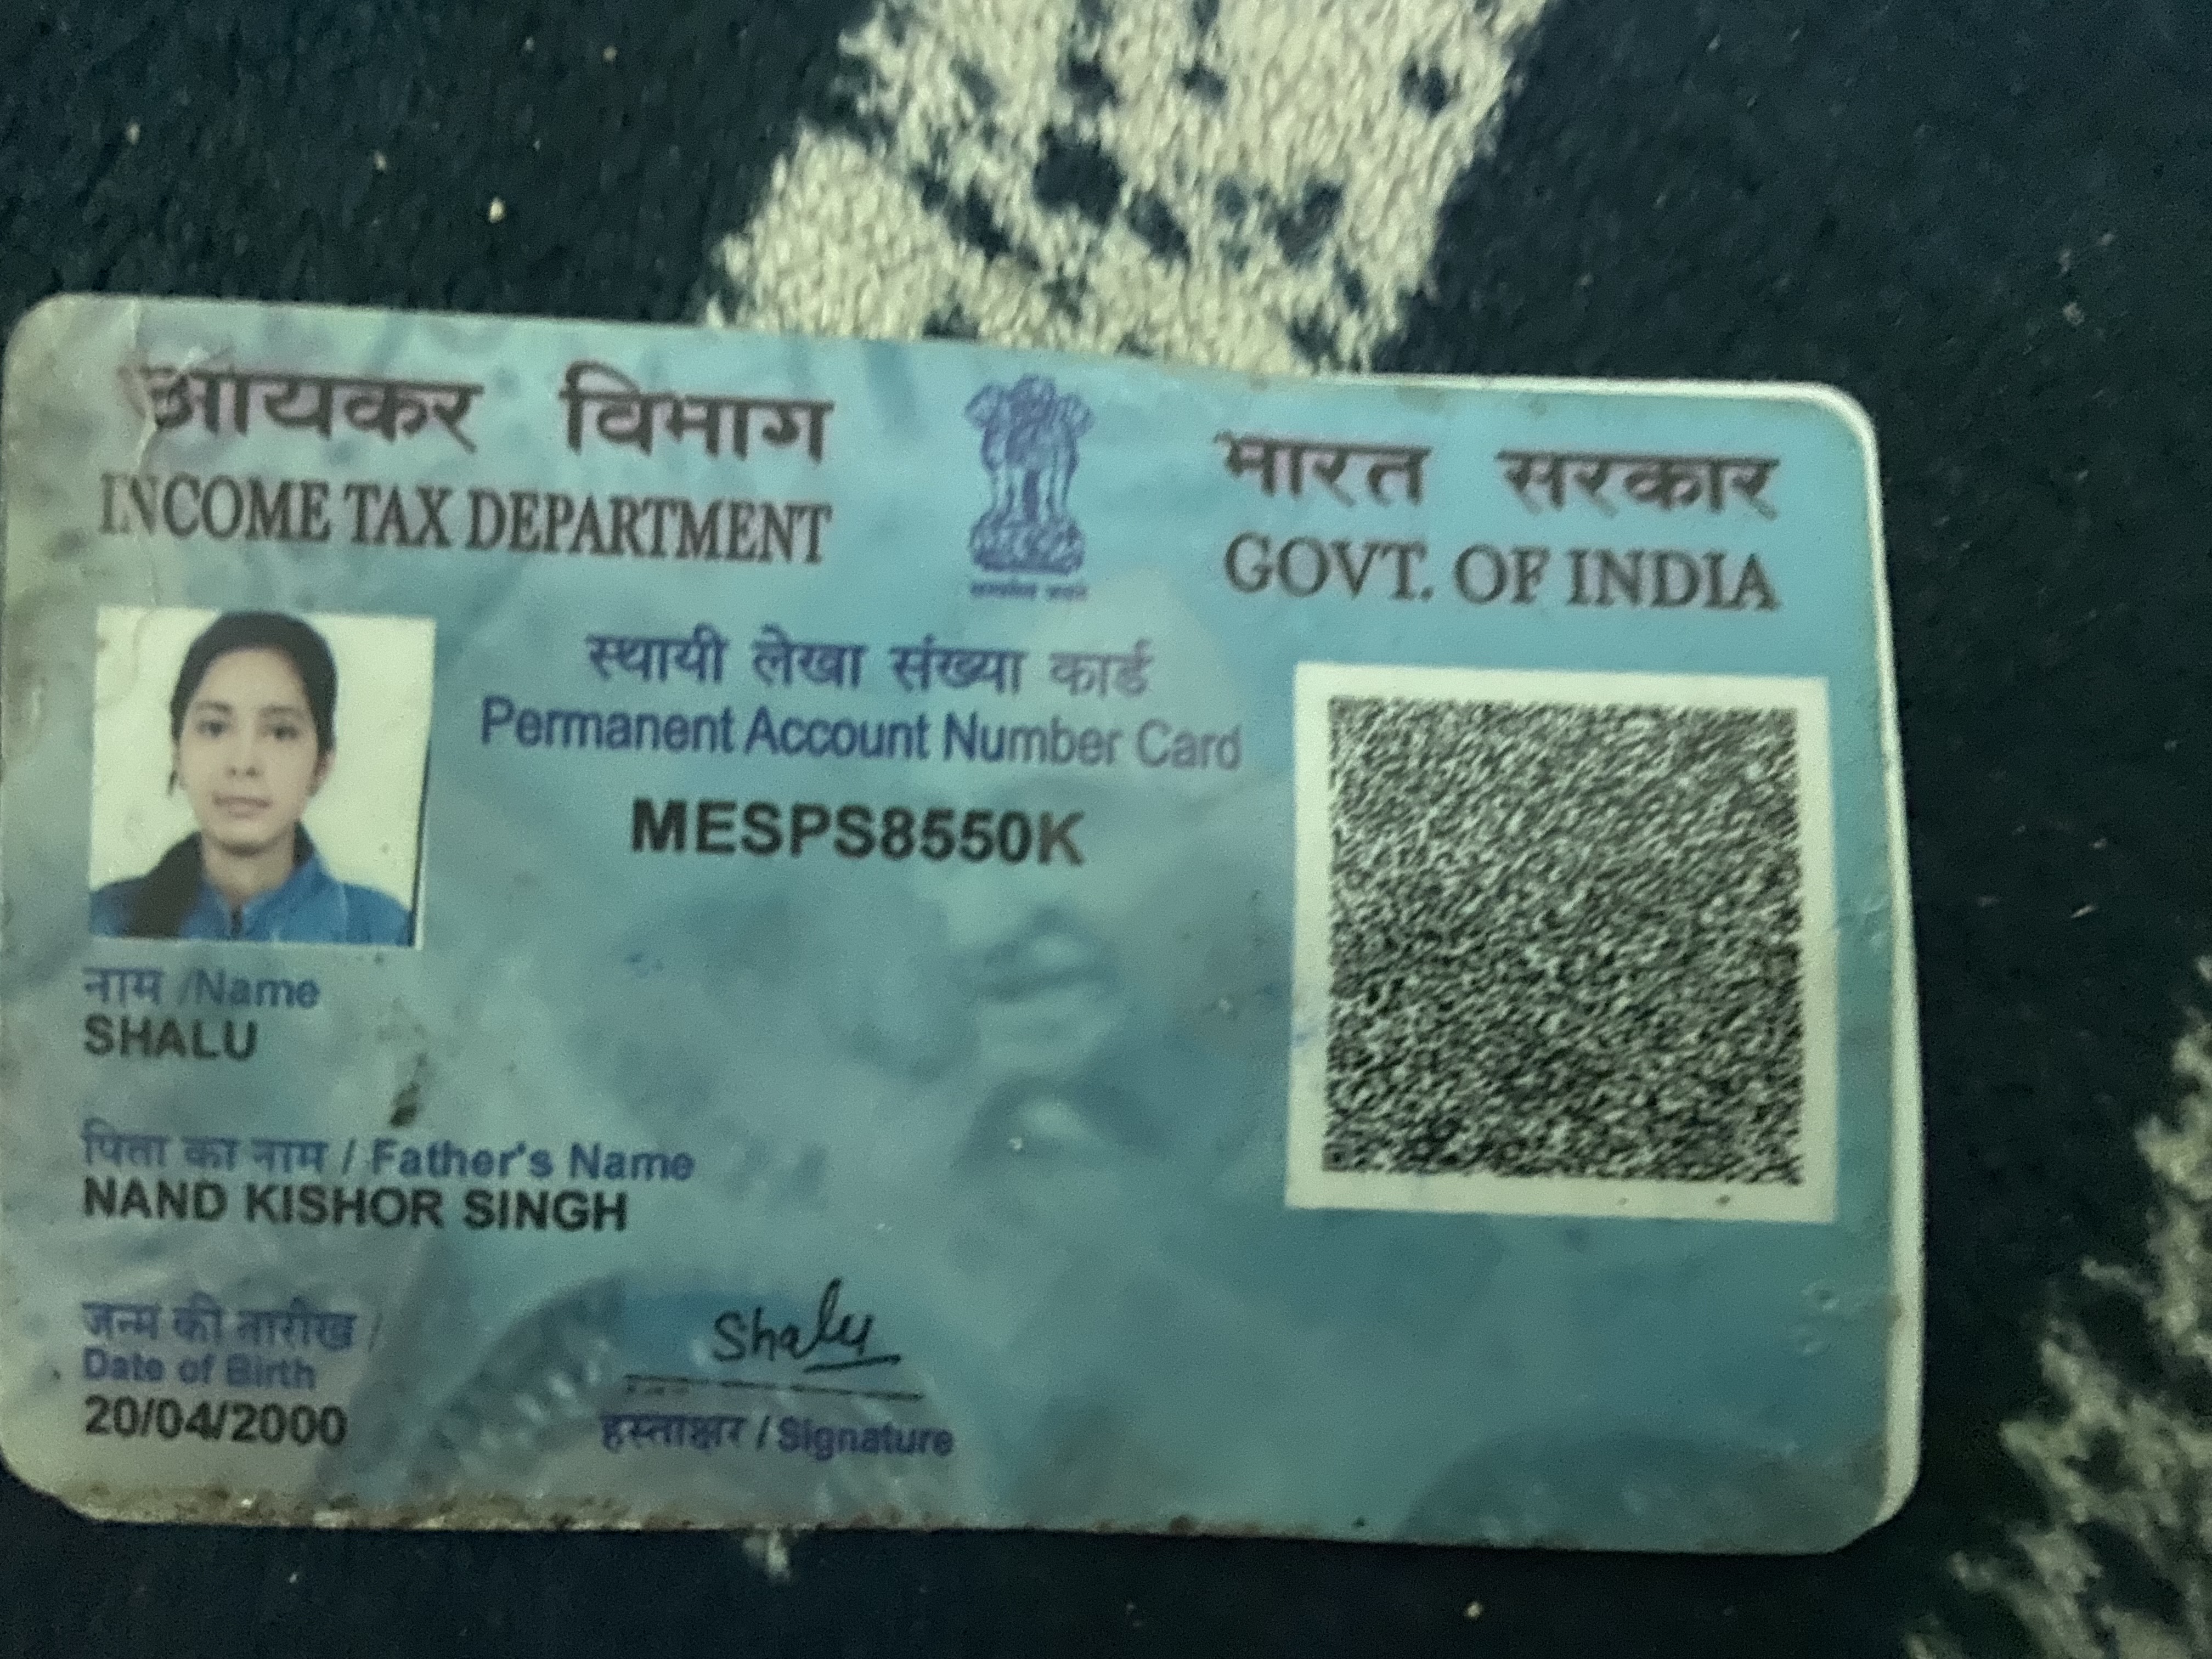 आयकर विभाग
INCOME TAX DEPARTMENT
भारत सरकार
GOVT. OF INDIA
स्थायी लेखा संख्या कार्ड
Permanent Account Number Card
MESPS8550K
नाम /Name
SHALU
पिता का नाम / Father's Name
NAND KISHOR SINGH
जन्म की तारीख /
Date of Birth
20/04/2000
Shalu
हस्ताक्षर / Signature